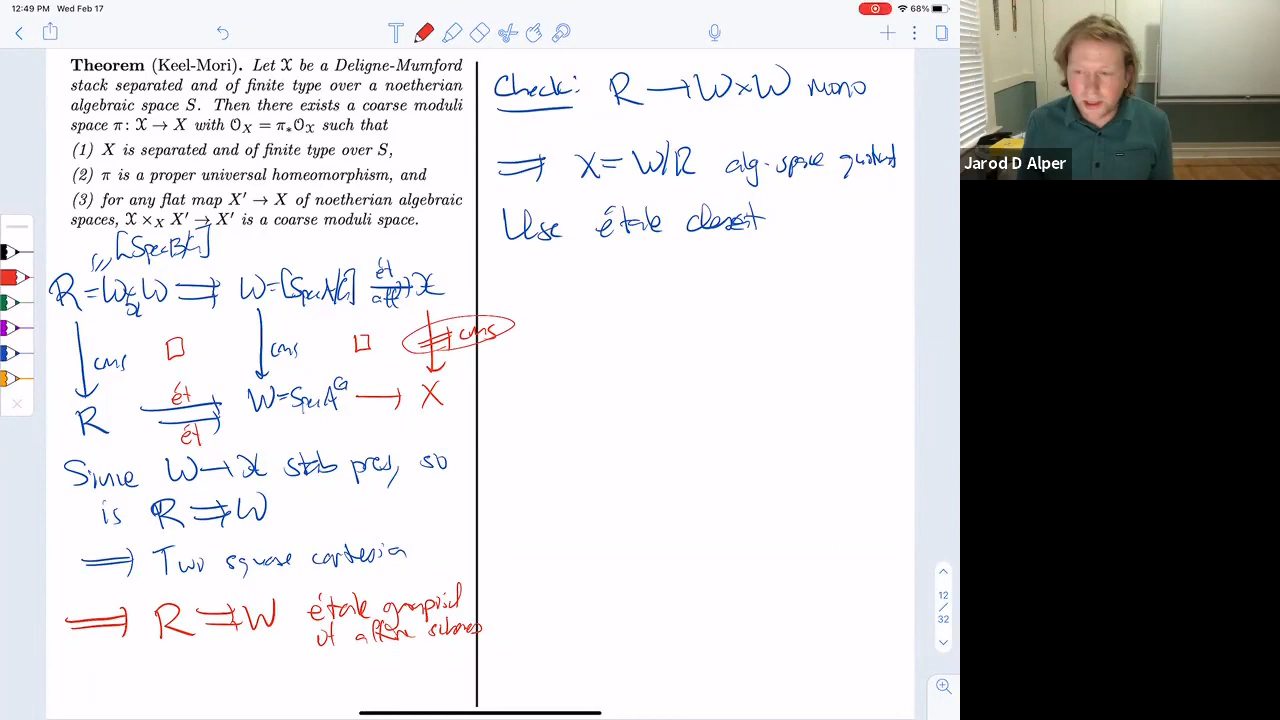 12:49 PM Wed Feb 17
68%
Theorem (Keel-Mori). Let 𝒳 be a Deligne-Mumford
stack separated and of finite type over a noetherian
algebraic space S. Then there exists a coarse moduli
space π: 𝒳 → X with O_X = π_*O_𝒳 such that
(1) X is separated and of finite type over S,
(2) π is a proper universal homeomorphism, and
(3) for any flat map X' → X of noetherian algebraic
spaces, 𝒳 ×_X X' → X' is a coarse moduli space.
[Spec B/G]
R = W ×_𝒳 W ⇉ W = [Spec A/G] ét aff → 𝒳
cms □ cms □ ⇒ cms
R ét ét W = Spec A^G → X
Since W → 𝒳 stab pres, so
is R ⇉ W
⟹ Two square cartesian
⟹ R ⇉ W étale groupoid
of affine schemes
Check: R → W × W mono
⟹ X = W/R alg. space quotient
Use étale descent
Jarod D Alper
12
/
32